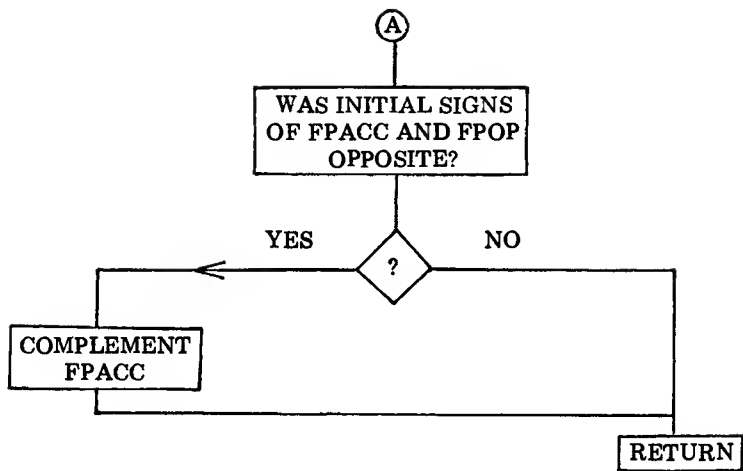 A
WAS INITIAL SIGNS
OF FPACC AND FPOP
OPPOSITE?
YES
NO
?
COMPLEMENT
FPACC
RETURN